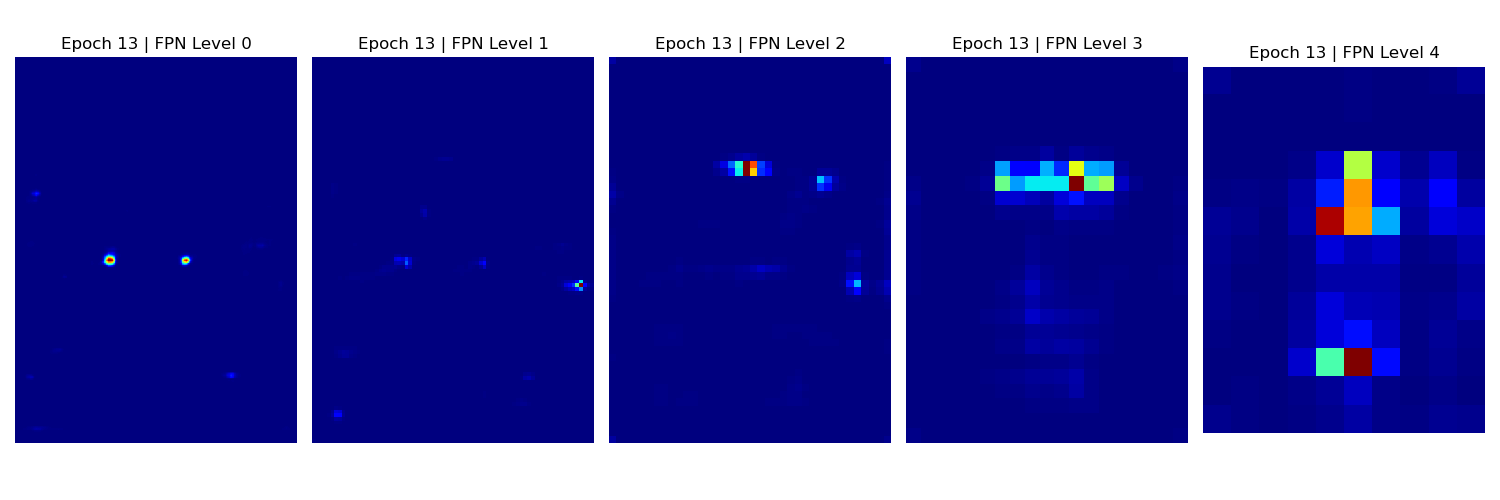 Epoch 13 | FPN Level 0
Epoch 13 | FPN Level 1
Epoch 13 | FPN Level 2
Epoch 13 | FPN Level 3
Epoch 13 | FPN Level 4